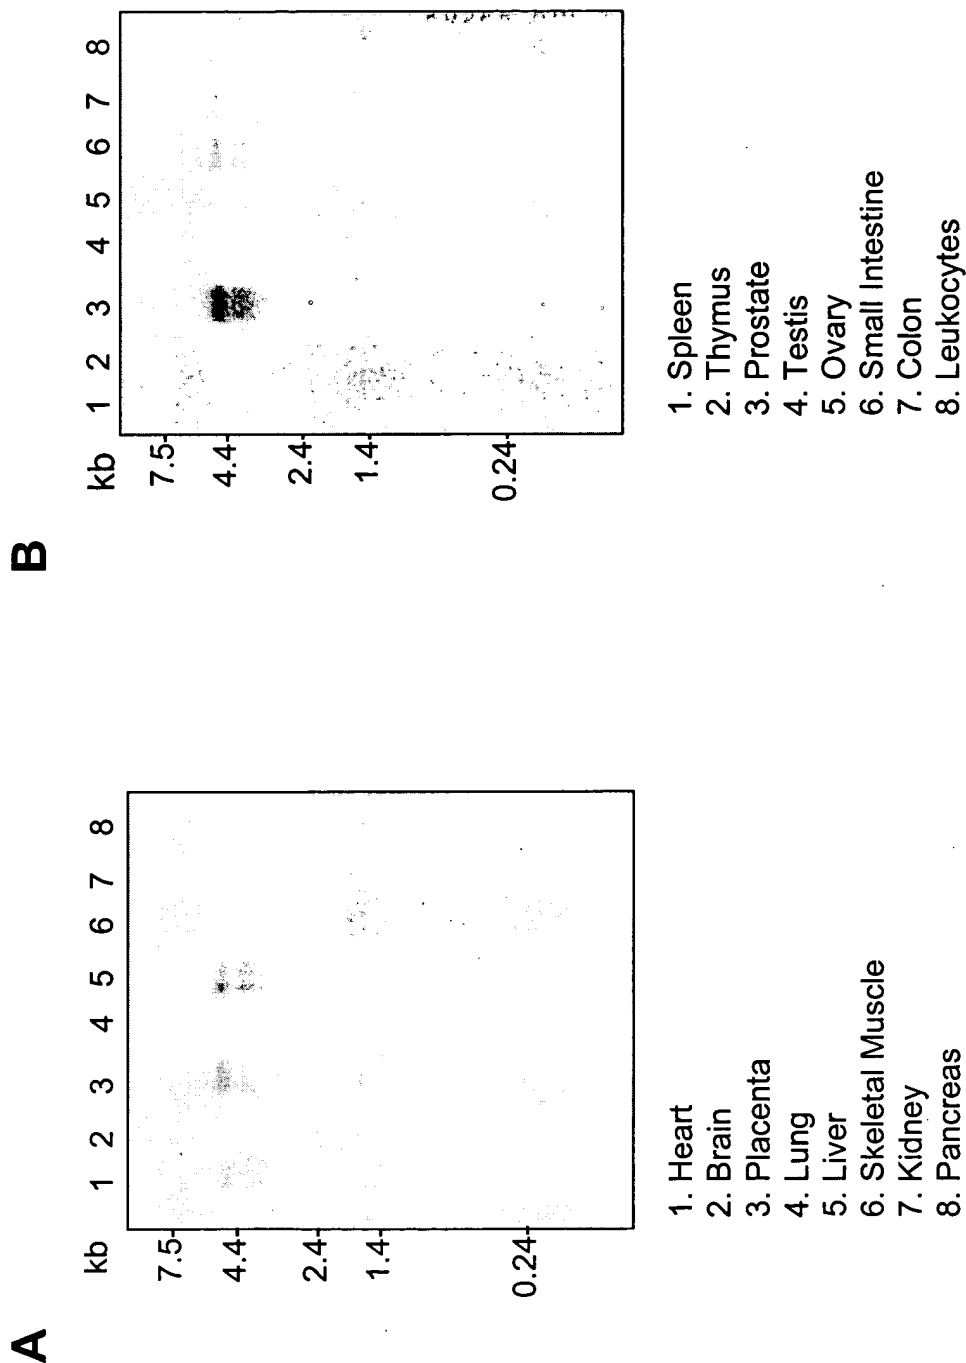 A
kb
1 2 3 4 5 6 7 8
7.5
4.4
2.4
1.4
0.24
1. Heart
2. Brain
3. Placenta
4. Lung
5. Liver
6. Skeletal Muscle
7. Kidney
8. Pancreas
B
kb
1 2 3 4 5 6 7 8
7.5
4.4
2.4
1.4
0.24
1. Spleen
2. Thymus
3. Prostate
4. Testis
5. Ovary
6. Small Intestine
7. Colon
8. Leukocytes